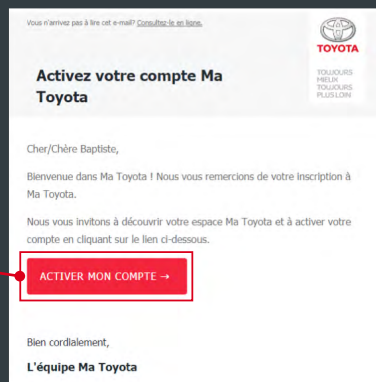 Vous n'arrivez pas à lire cet e-mail? Consultez-le en ligne.
TOYOTA
TOUJOURS
MIEUX
TOUJOURS
PLUS LOIN
Activez votre compte Ma
Toyota
Cher/Chère Baptiste,
Bienvenue dans Ma Toyota ! Nous vous remercions de votre inscription à
Ma Toyota.
Nous vous invitons à découvrir votre espace Ma Toyota et à activer votre
compte en cliquant sur le lien ci-dessous.
ACTIVER MON COMPTE →
Bien cordialement,
L'équipe Ma Toyota